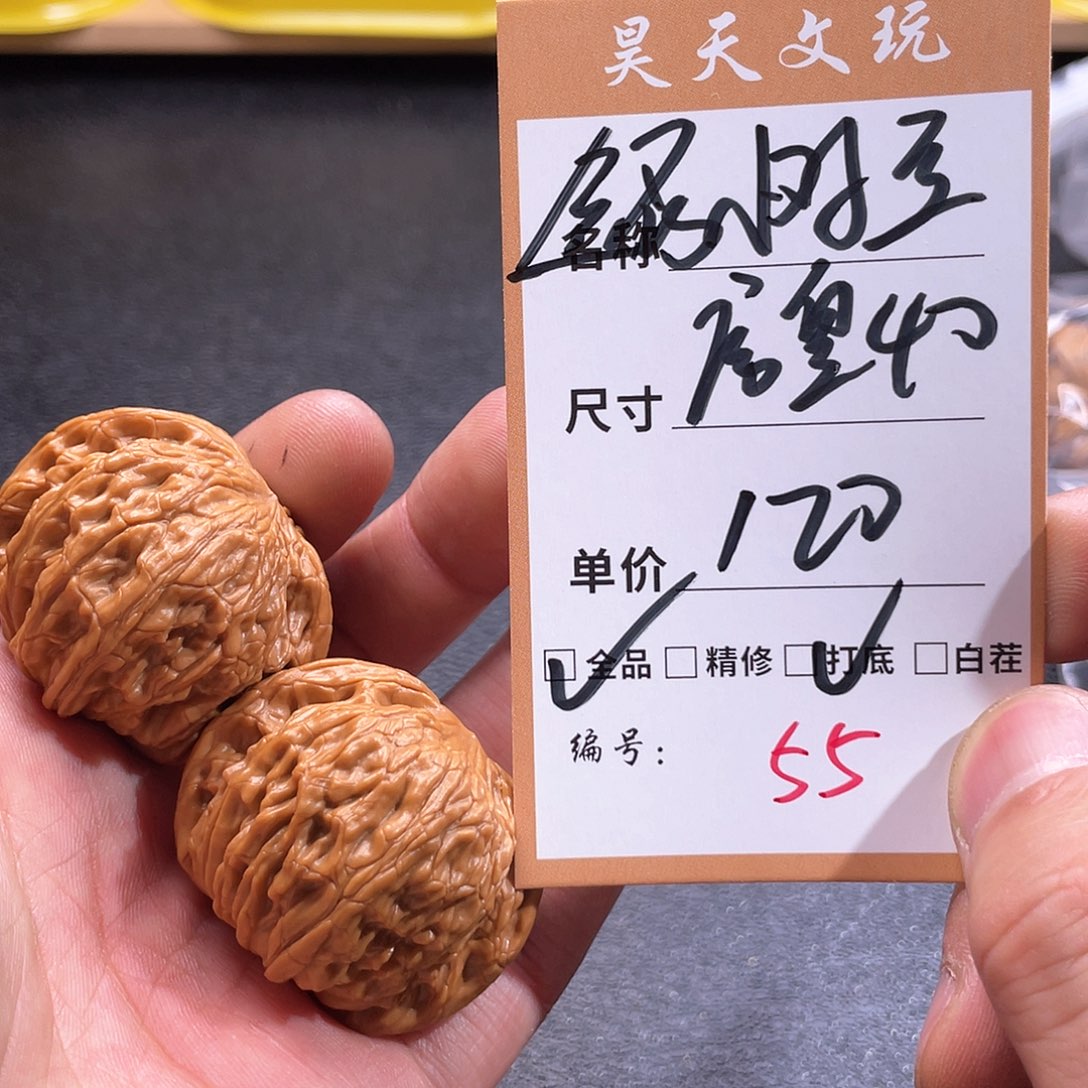 昊天文玩
名称
尺寸 40
单价 120
全品 精修 打底 白茬
编号： 55